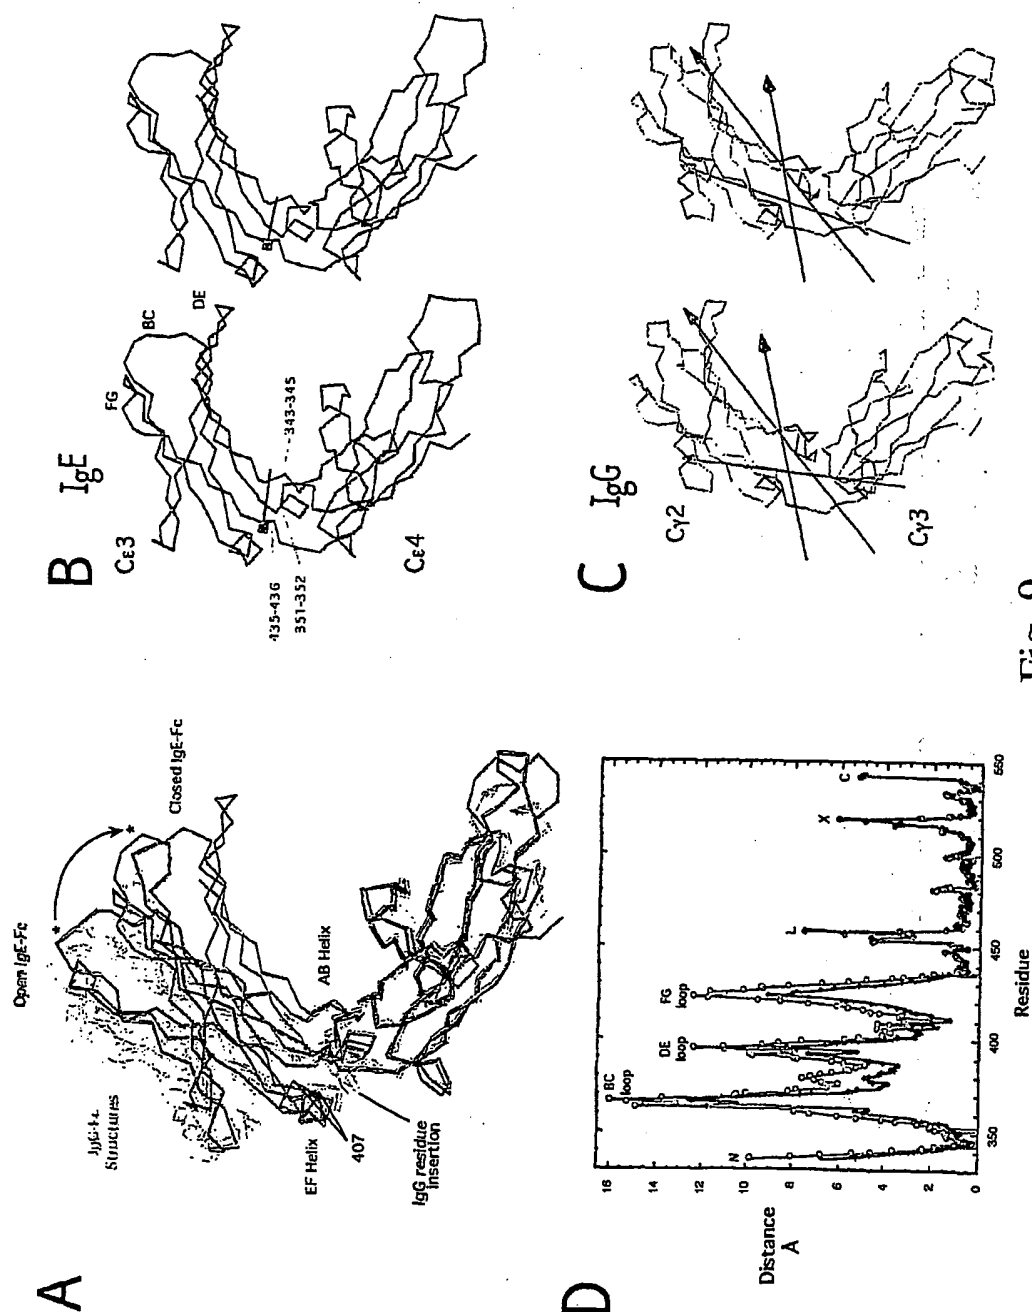 A
Open IgE-Fc
Closed IgE-Fc
Structures
AB Helix
EF Helix
407
IgG residue
insertion
B
IgE
Cε3
FG
BC
DE
435-436
351-352
343-345
Cε4
C
IgG
Cγ2
Cγ3
D
Distance
A
16
14
12
10
8
6
4
2
0
N
BC
loop
DE
loop
FG
loop
L
X
C
350
400
450
500
550
Residue